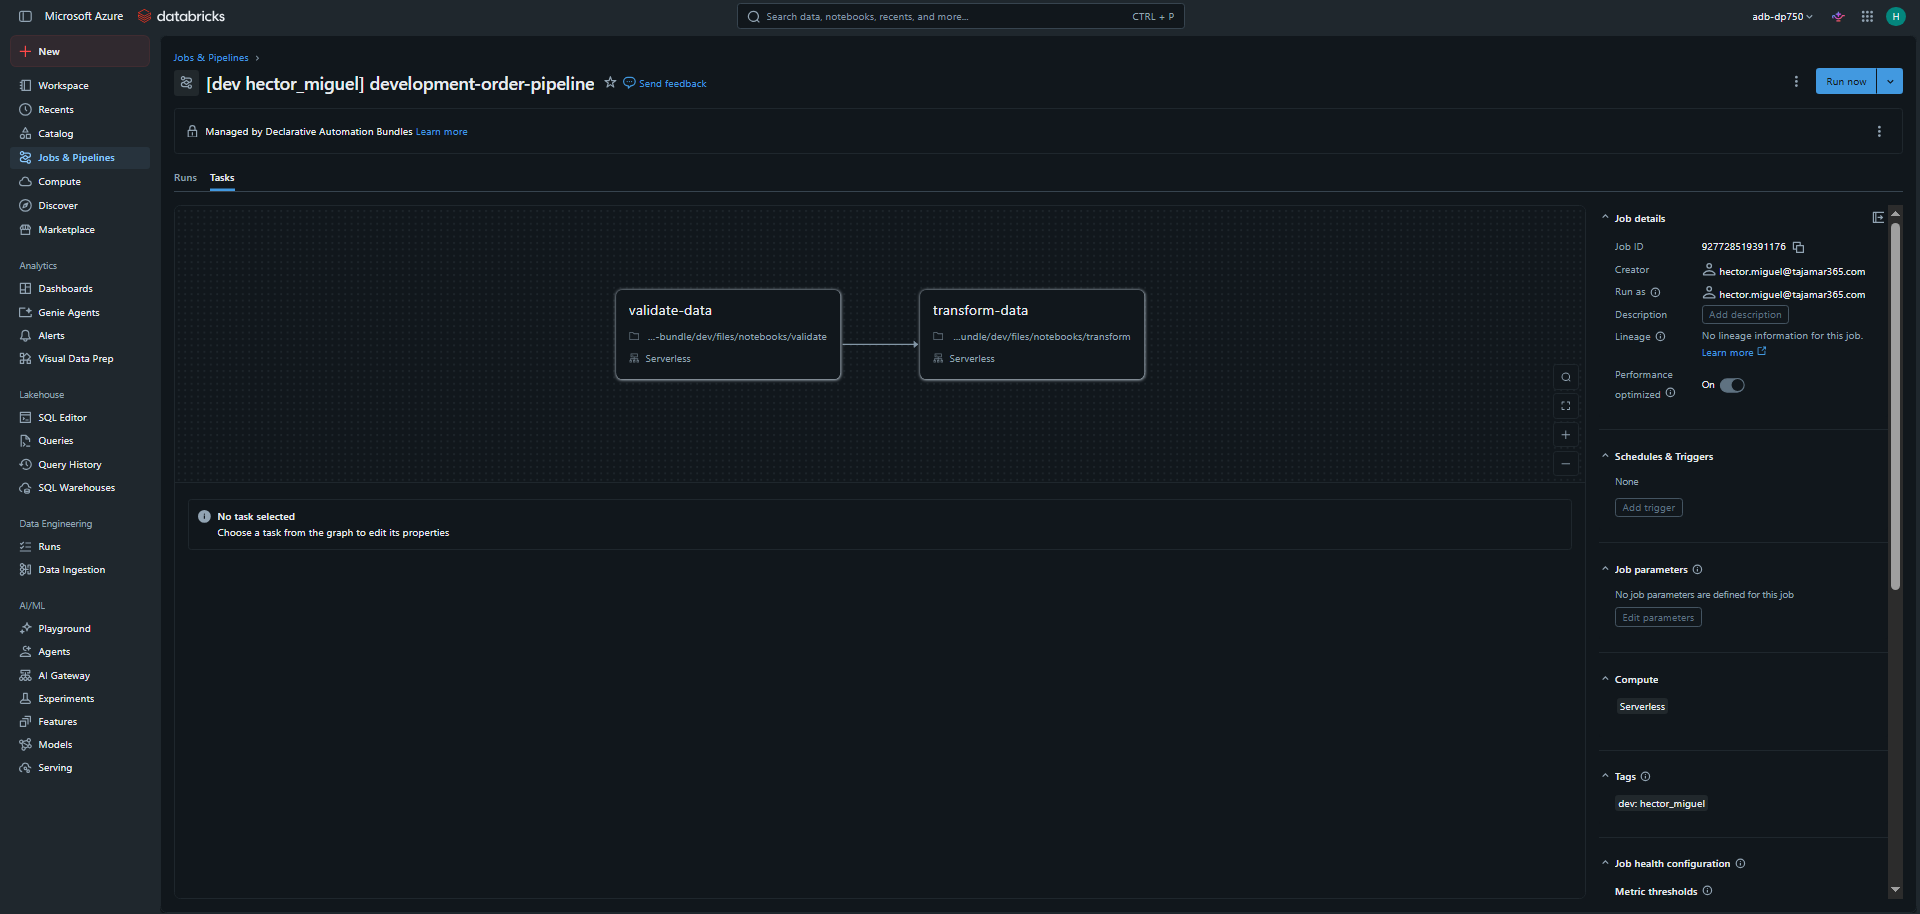 Microsoft Azure databricks
Search data, notebooks, recents, and more... CTRL + P
adb-dp750
H
New
Workspace
Recents
Catalog
Jobs & Pipelines
Compute
Discover
Marketplace
Analytics
Dashboards
Genie Agents
Alerts
Visual Data Prep
Lakehouse
SQL Editor
Queries
Query History
SQL Warehouses
Data Engineering
Runs
Data Ingestion
AI/ML
Playground
Agents
AI Gateway
Experiments
Features
Models
Serving
Jobs & Pipelines
[dev hector_miguel] development-order-pipeline
Send feedback
Run now
Managed by Declarative Automation Bundles Learn more
Runs Tasks
validate-data
...-bundle/dev/files/notebooks/validate
Serverless
transform-data
...undle/dev/files/notebooks/transform
Serverless
No task selected
Choose a task from the graph to edit its properties
Job details
Job ID 927728519391176
Creator hector.miguel@tajamar365.com
Run as hector.miguel@tajamar365.com
Description Add description
Lineage No lineage information for this job.
Learn more
Performance optimized On
Schedules & Triggers
None
Add trigger
Job parameters
No job parameters are defined for this job
Edit parameters
Compute
Serverless
Tags
dev: hector_miguel
Job health configuration
Metric thresholds